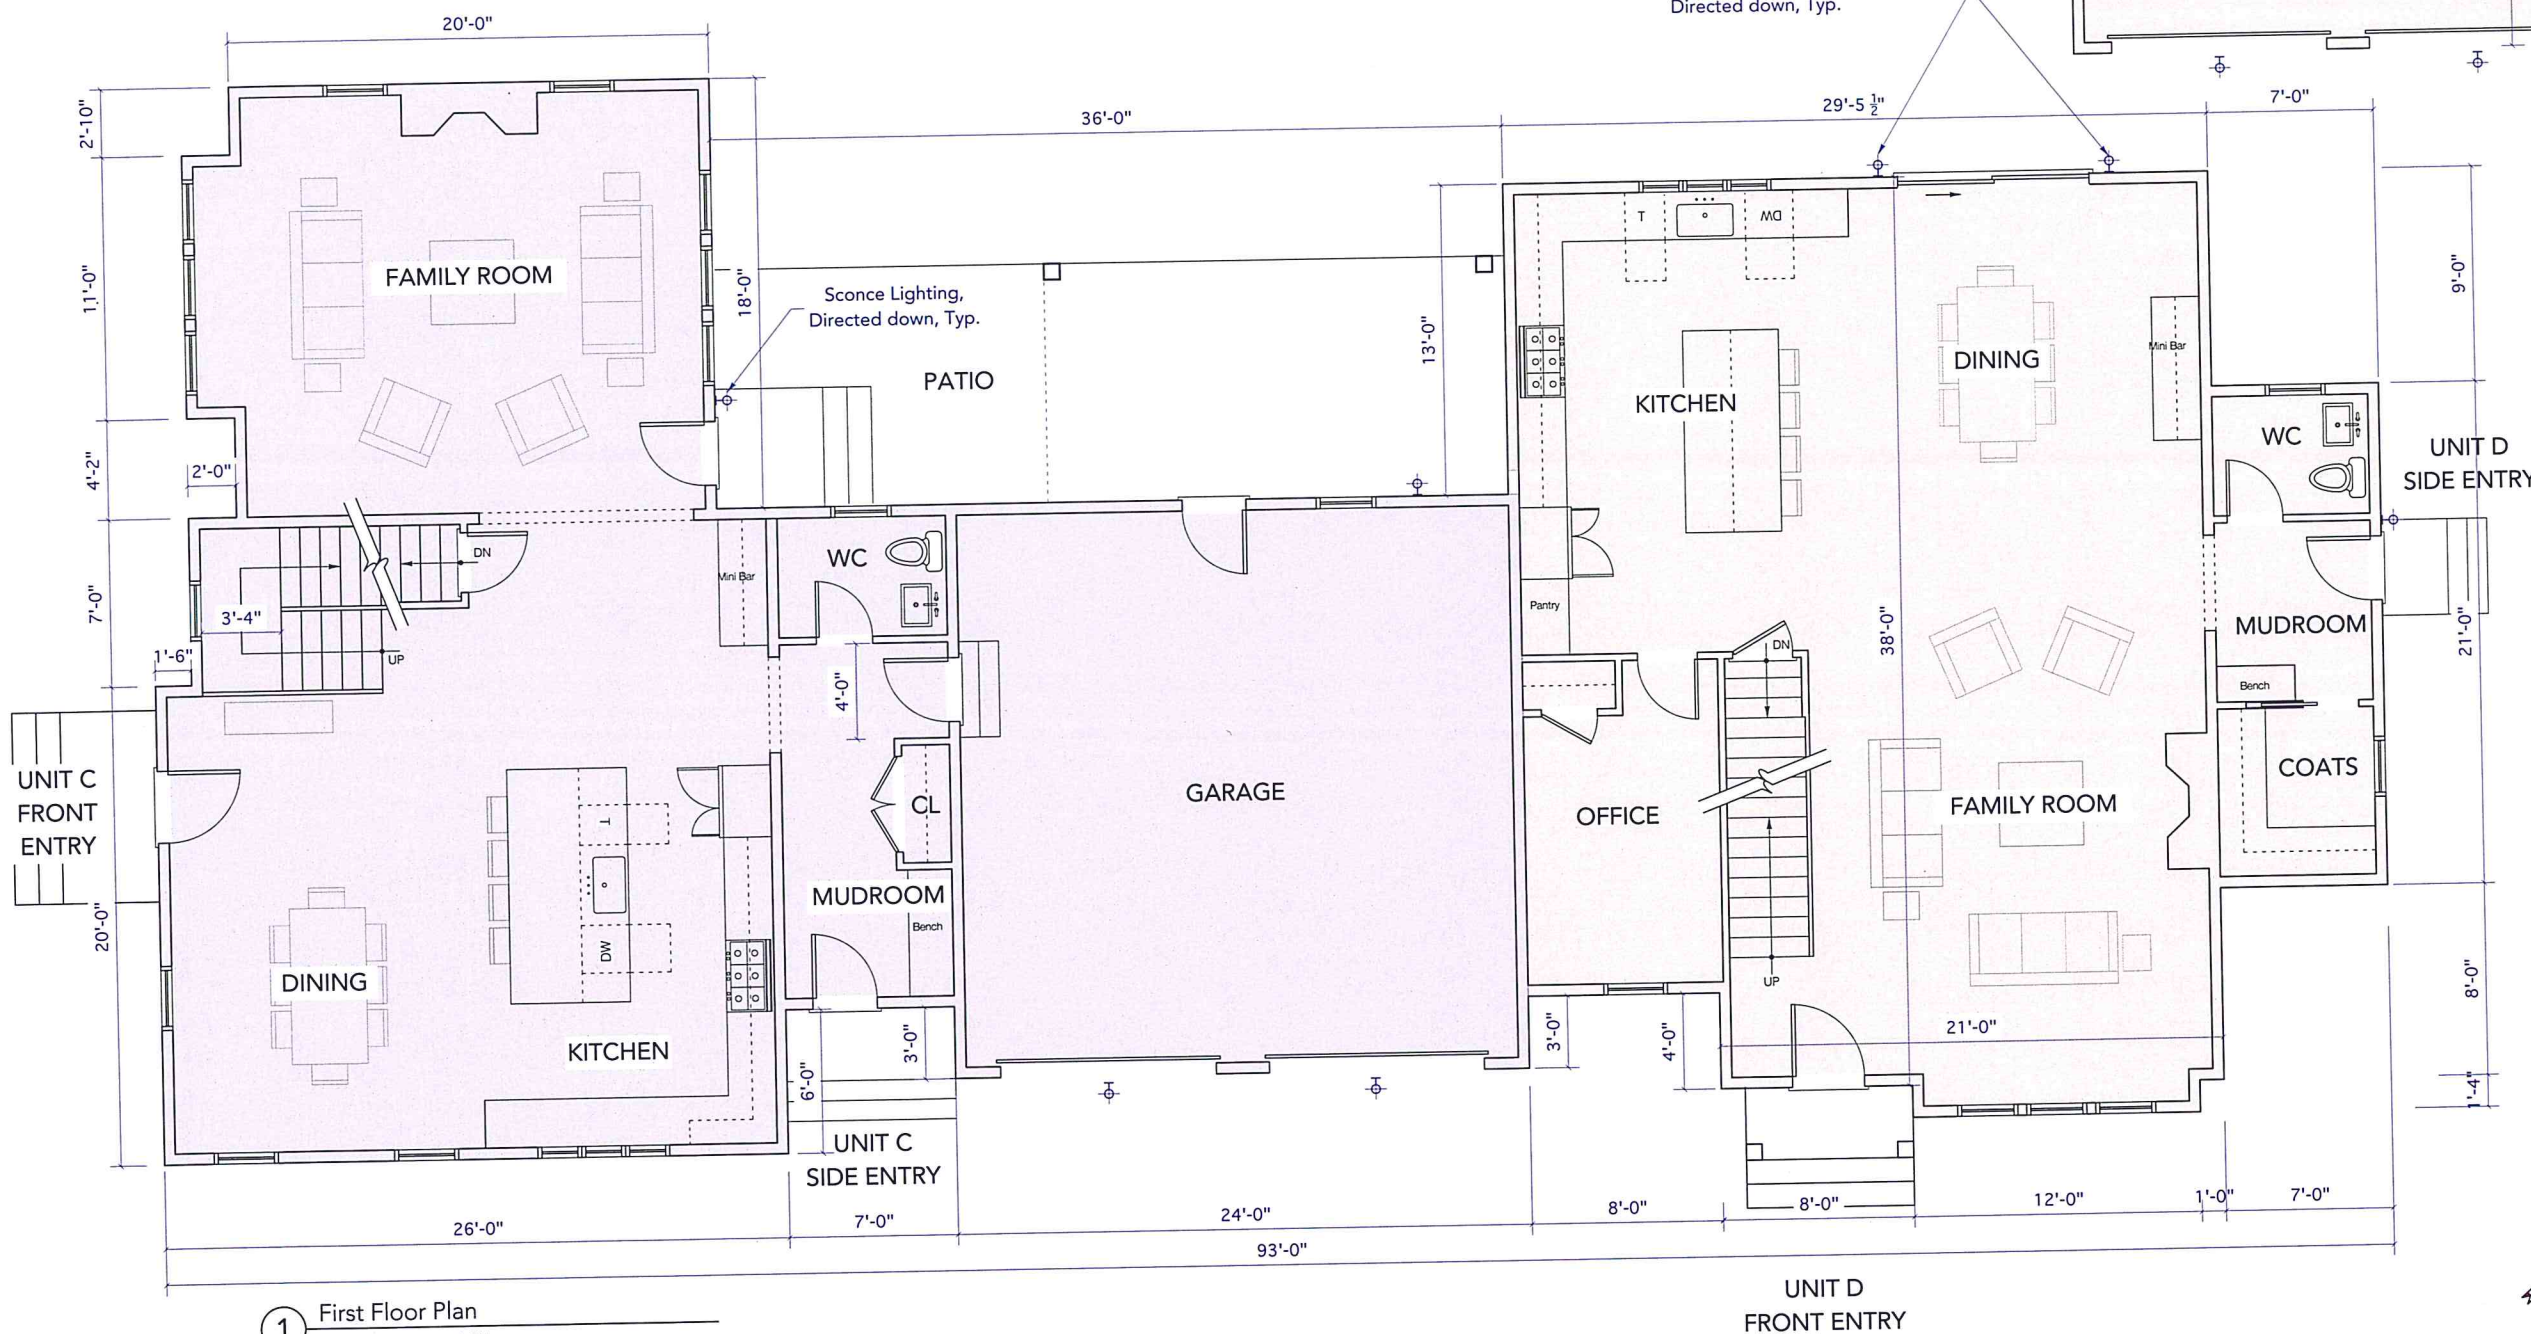 Directed down, Typ.
20'-0"
2'-10"
36'-0"
29'-5 1/2"
7'-0"
11'-0"
FAMILY ROOM
18'-0"
Sconce Lighting,
Directed down, Typ.
PATIO
13'-0"
T
DW
KITCHEN
DINING
Mini Bar
9'-0"
WC
UNIT D
SIDE ENTRY
4'-2"
2'-0"
DN
Mini Bar
WC
7'-0"
3'-4"
UP
1'-6"
4'-0"
Pantry
DN
38'-0"
MUDROOM
21'-0"
Bench
UNIT C
FRONT
ENTRY
T
CL
GARAGE
OFFICE
FAMILY ROOM
COATS
20'-0"
DW
MUDROOM
Bench
DINING
KITCHEN
UP
8'-0"
3'-0"
6'-0"
3'-0"
4'-0"
21'-0"
1'-4"
UNIT C
SIDE ENTRY
26'-0"
7'-0"
24'-0"
8'-0"
8'-0"
12'-0"
1'-0"
7'-0"
93'-0"
UNIT D
FRONT ENTRY
1
First Floor Plan